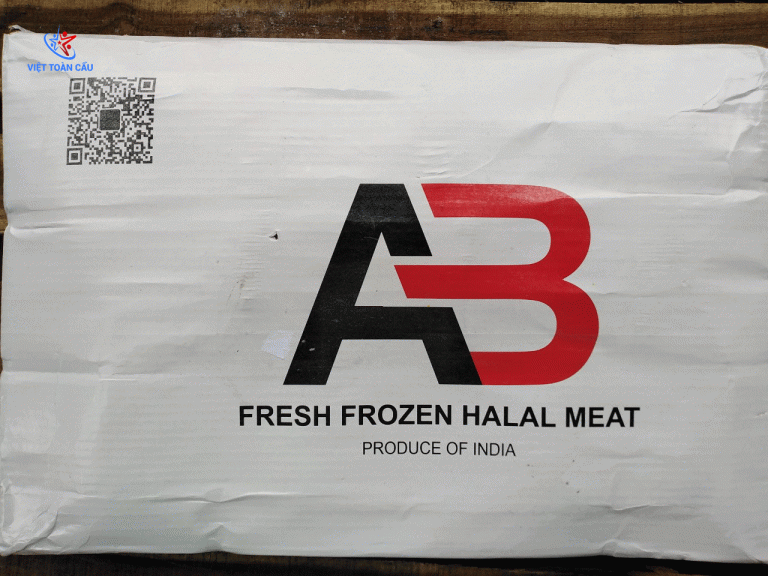 VIỆT TOÀN CẦU
AB
FRESH FROZEN HALAL MEAT
PRODUCE OF INDIA